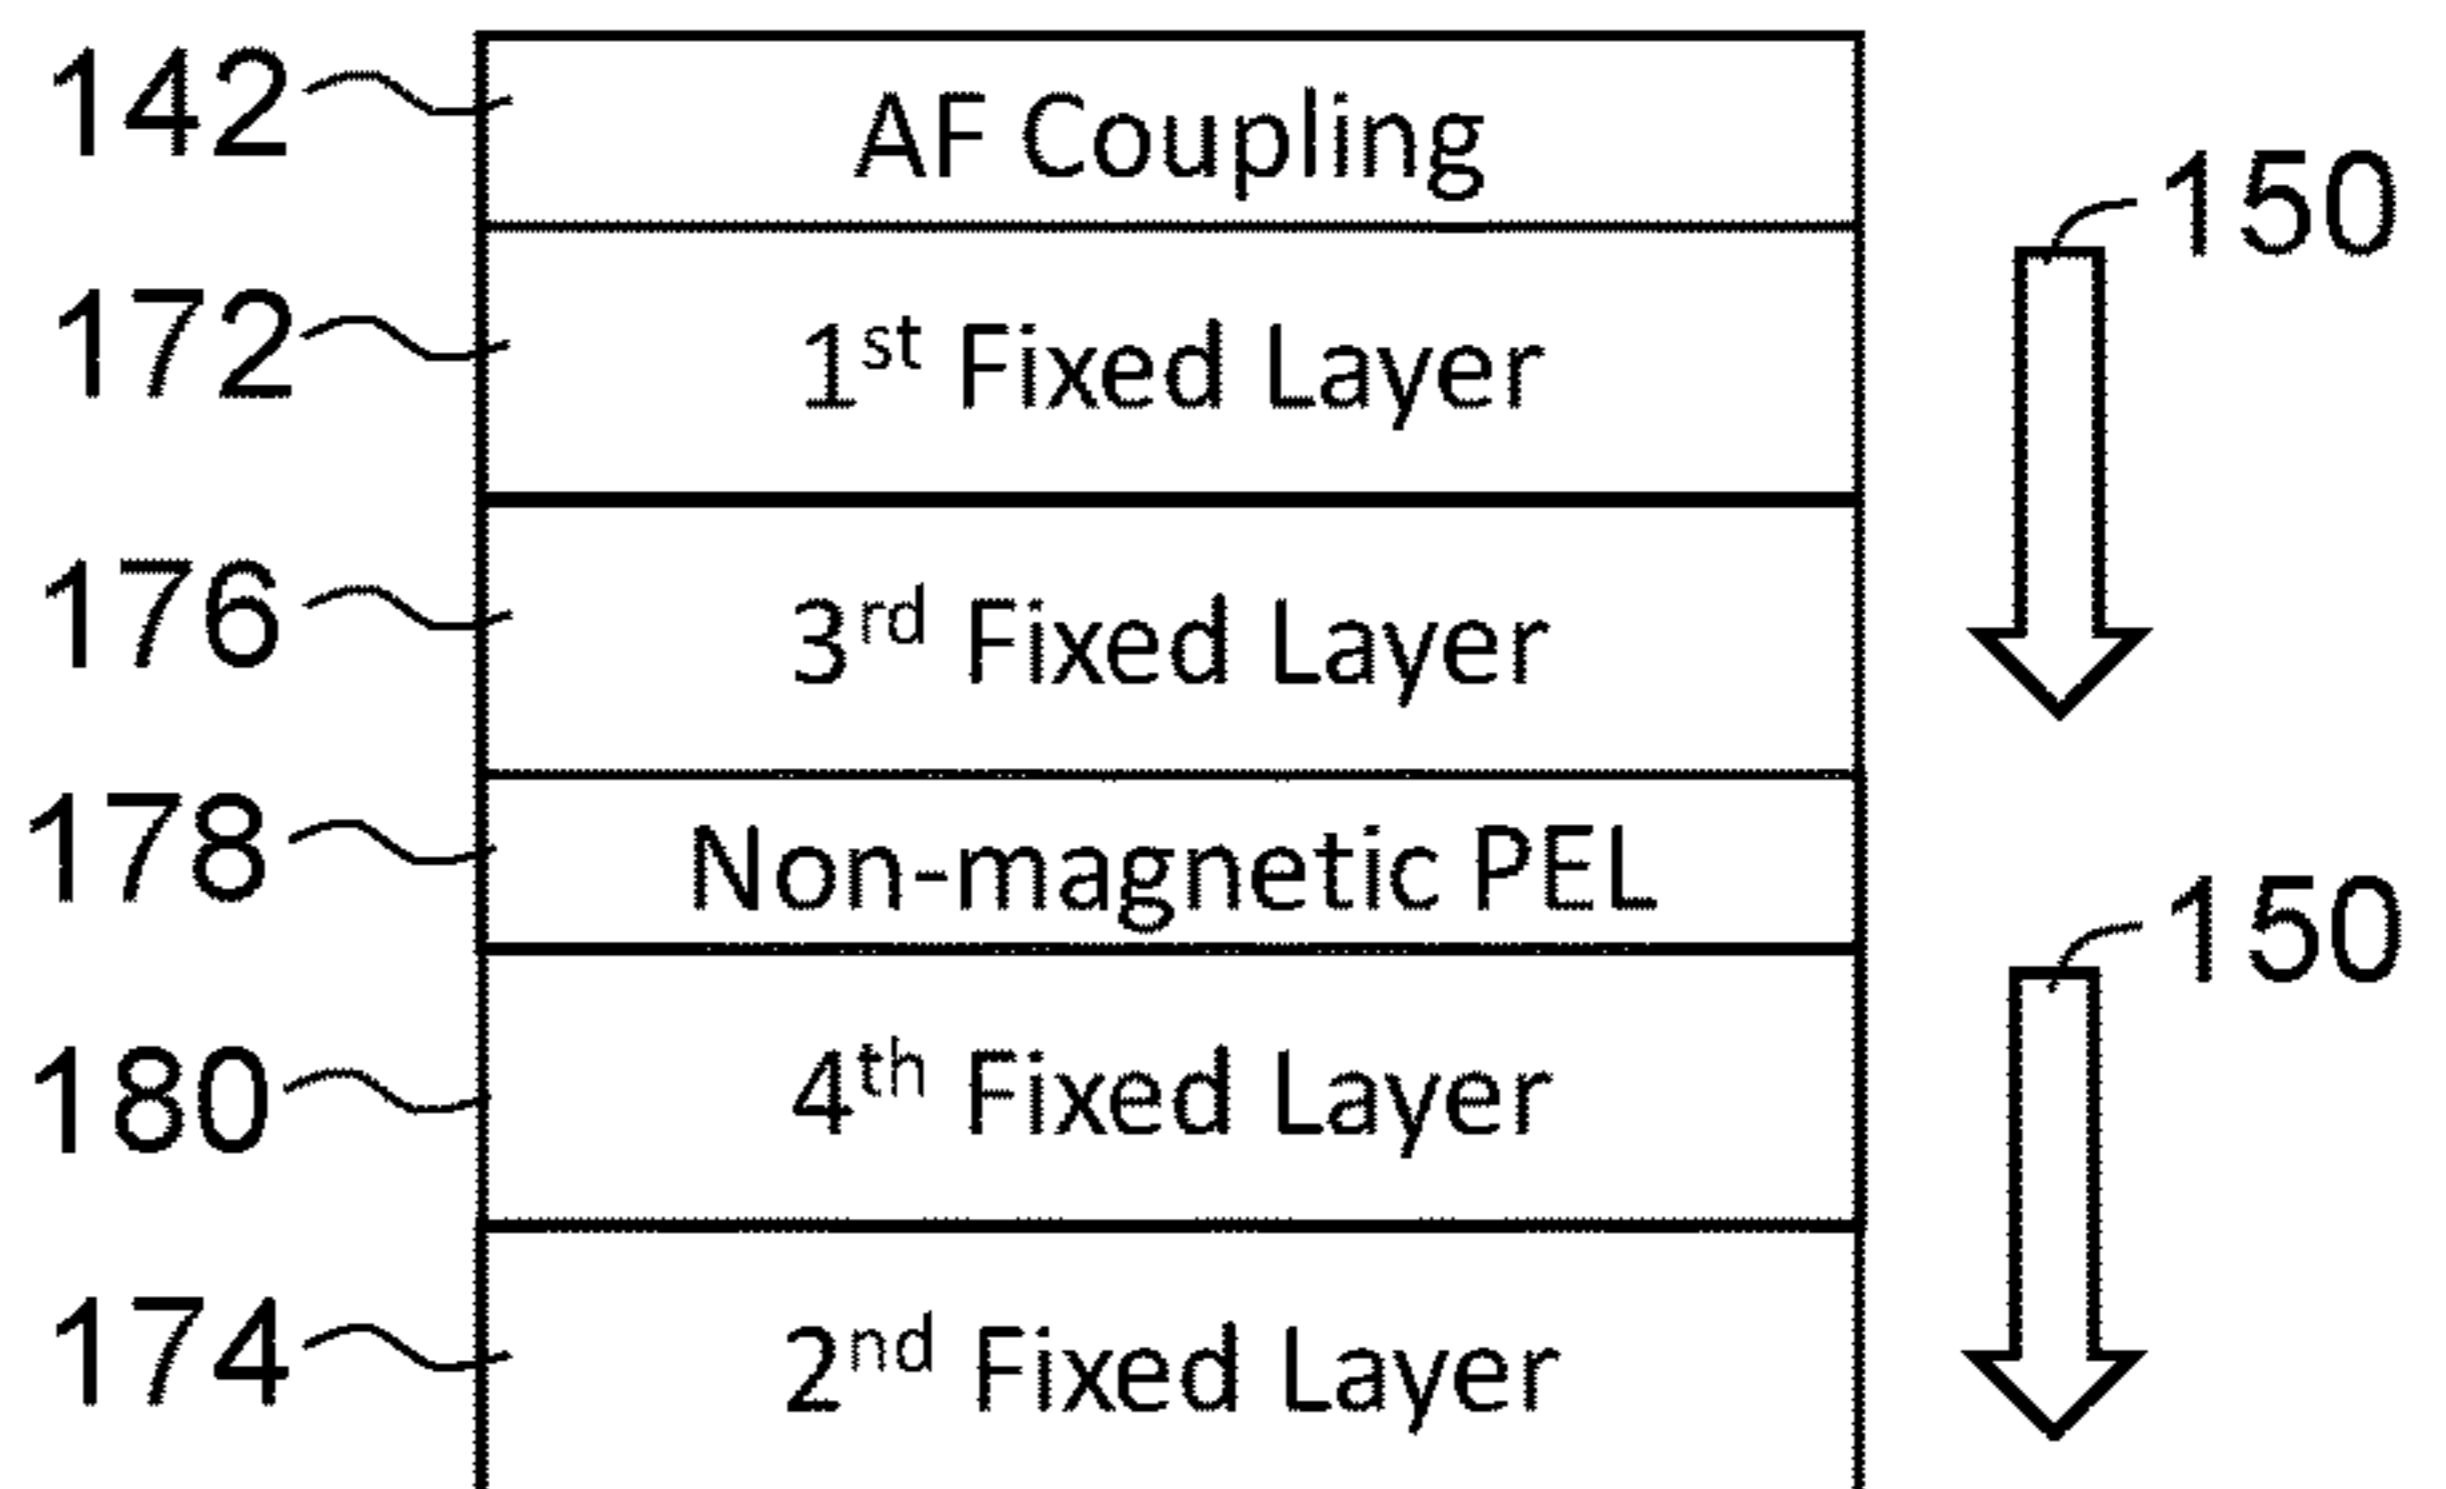 142 AF Coupling
150
172 1st Fixed Layer
176 3rd Fixed Layer
178 Non-magnetic PEL
150
180 4th Fixed Layer
174 2nd Fixed Layer